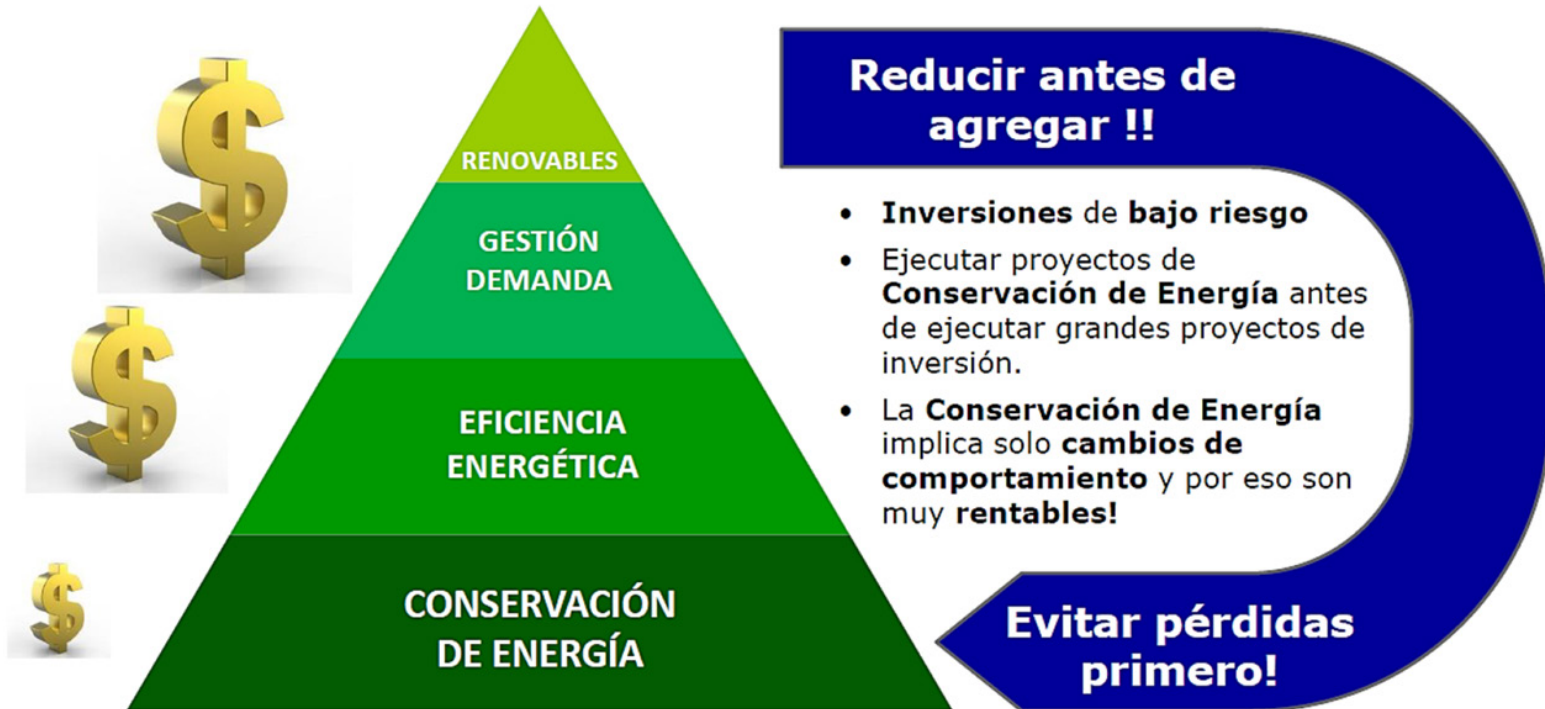 RENOVABLES
GESTIÓN
DEMANDA
EFICIENCIA
ENERGÉTICA
CONSERVACIÓN
DE ENERGÍA
Reducir antes de
agregar !!
• Inversiones de bajo riesgo
• Ejecutar proyectos de
Conservación de Energía antes
de ejecutar grandes proyectos de
inversión.
• La Conservación de Energía
implica solo cambios de
comportamiento y por eso son
muy rentables!
Evitar pérdidas
primero!